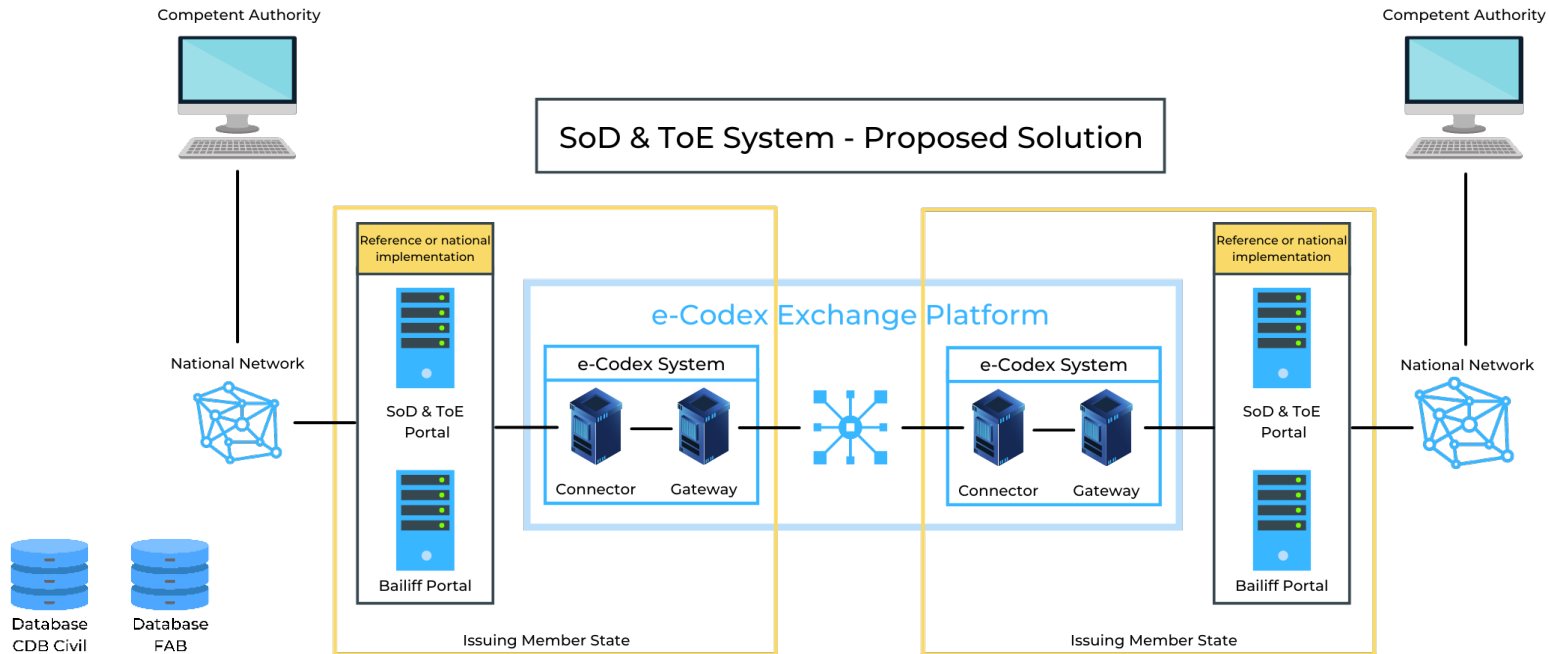 Competent Authority
Competent Authority
SoD & ToE System - Proposed Solution
Reference or national
implementation
Reference or national
implementation
e-Codex Exchange Platform
National Network
e-Codex System
e-Codex System
National Network
SoD & ToE
Portal
SoD & ToE
Portal
Connector
Gateway
Connector
Gateway
Bailiff Portal
Bailiff Portal
Database
CDB Civil
Database
FAB
Issuing Member State
Issuing Member State